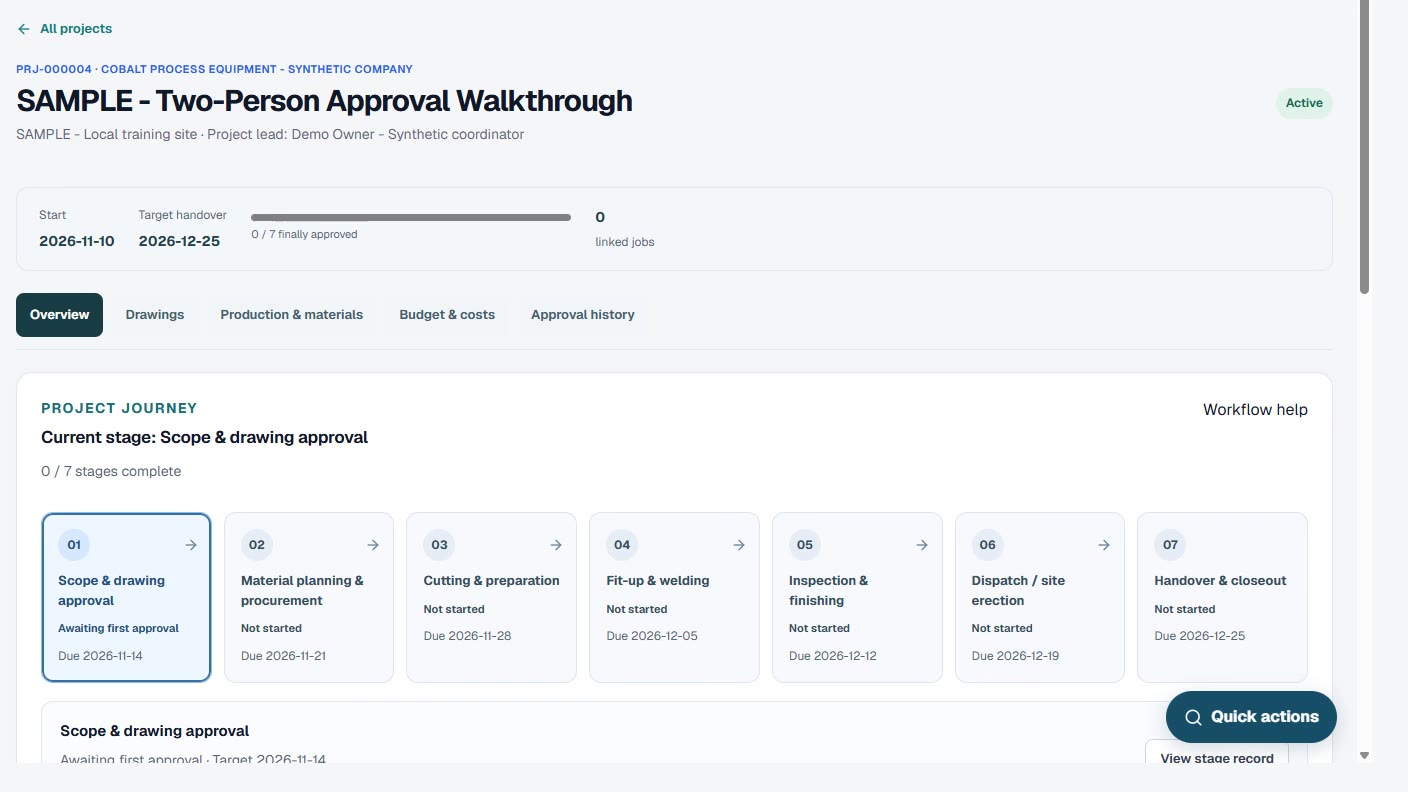 All projects
PRJ-000004 · COBALT PROCESS EQUIPMENT - SYNTHETIC COMPANY
SAMPLE - Two-Person Approval Walkthrough
Active
SAMPLE - Local training site · Project lead: Demo Owner - Synthetic coordinator
Start
2026-11-10
Target handover
2026-12-25
0 / 7 finally approved
0
linked jobs
Overview
Drawings
Production & materials
Budget & costs
Approval history
PROJECT JOURNEY
Workflow help
Current stage: Scope & drawing approval
0 / 7 stages complete
01
Scope & drawing
approval
Awaiting first approval
Due 2026-11-14
02
Material planning &
procurement
Not started
Due 2026-11-21
03
Cutting & preparation
Not started
Due 2026-11-28
04
Fit-up & welding
Not started
Due 2026-12-05
05
Inspection &
finishing
Not started
Due 2026-12-12
06
Dispatch / site
erection
Not started
Due 2026-12-19
07
Handover & closeout
Not started
Due 2026-12-25
Quick actions
Scope & drawing approval
Awaiting first approval · Target 2026-11-14
View stage record